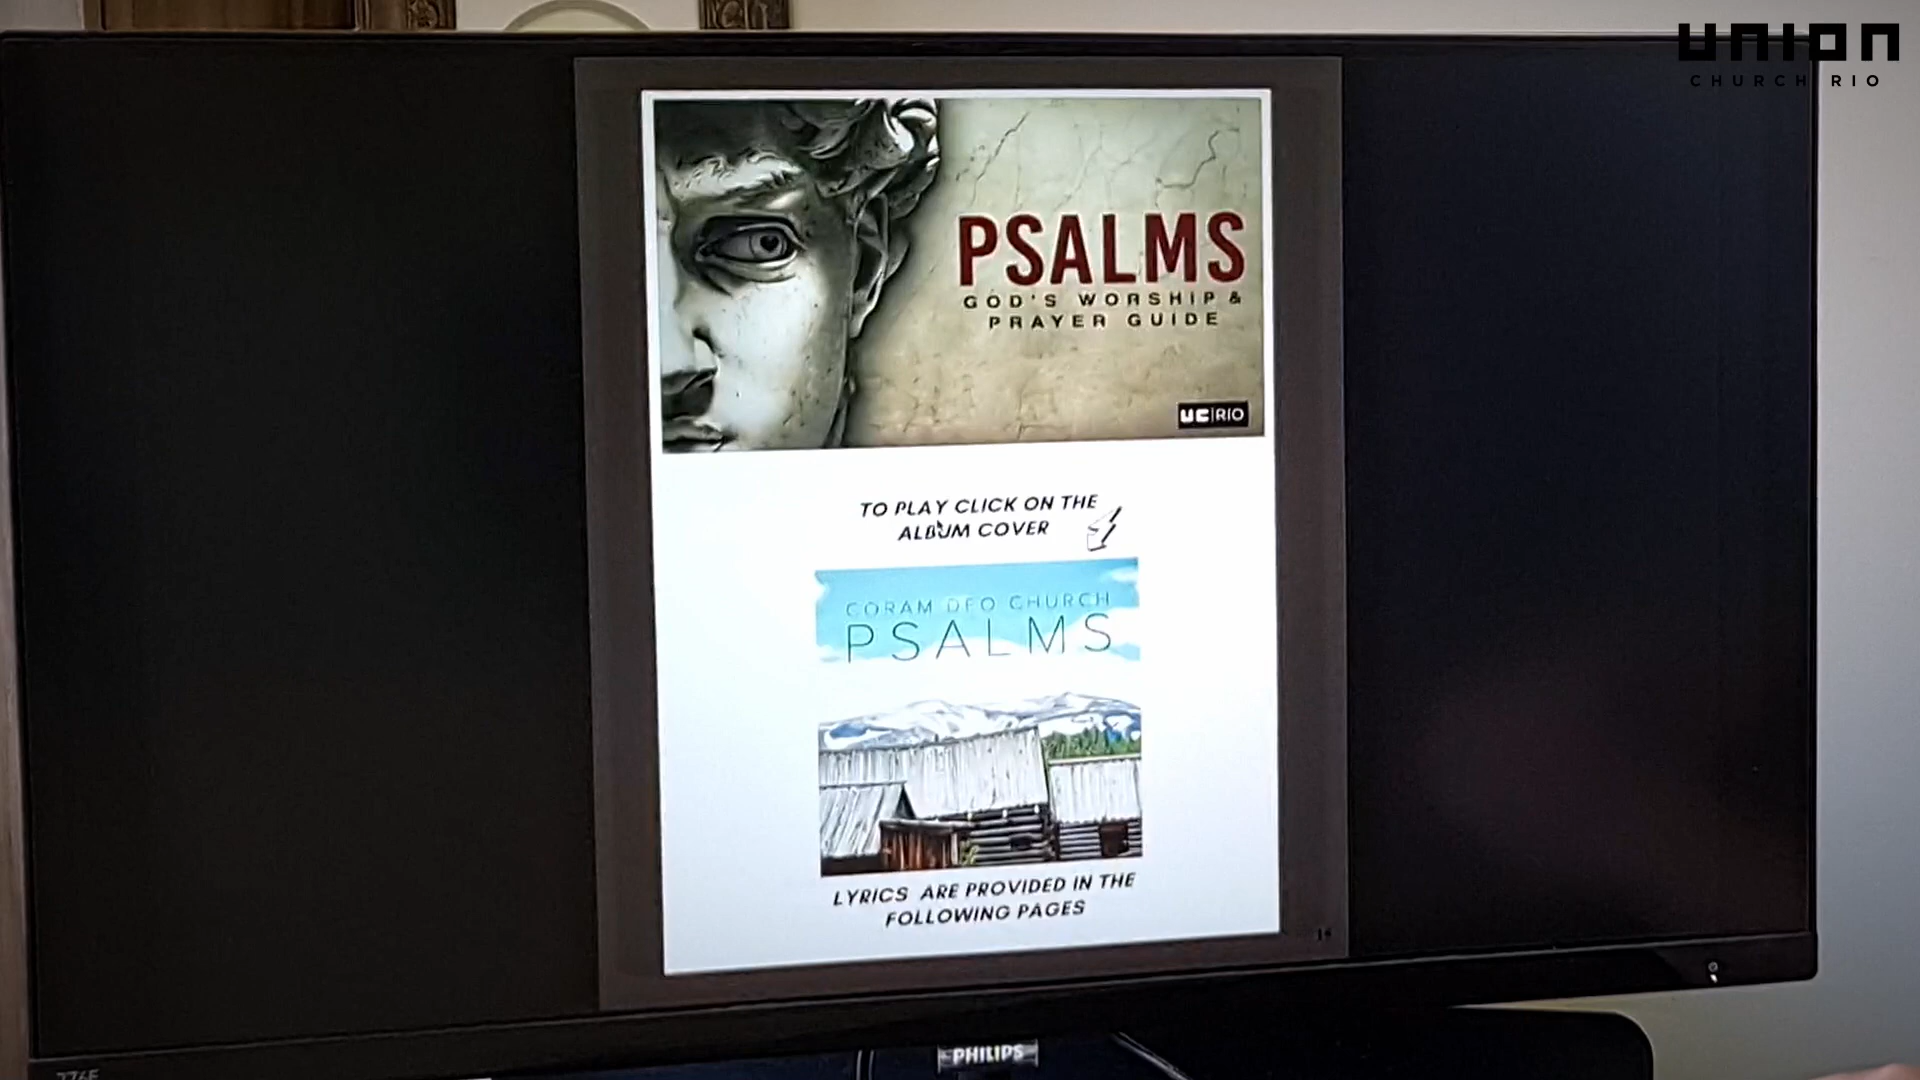 UNION
CHURCH RIO
PSALMS
GOD'S WORSHIP &
PRAYER GUIDE
UC|RIO
TO PLAY CLICK ON THE
ALBUM COVER
CORAM DEO CHURCH
PSALMS
LYRICS ARE PROVIDED IN THE
FOLLOWING PAGES
PHILIPS